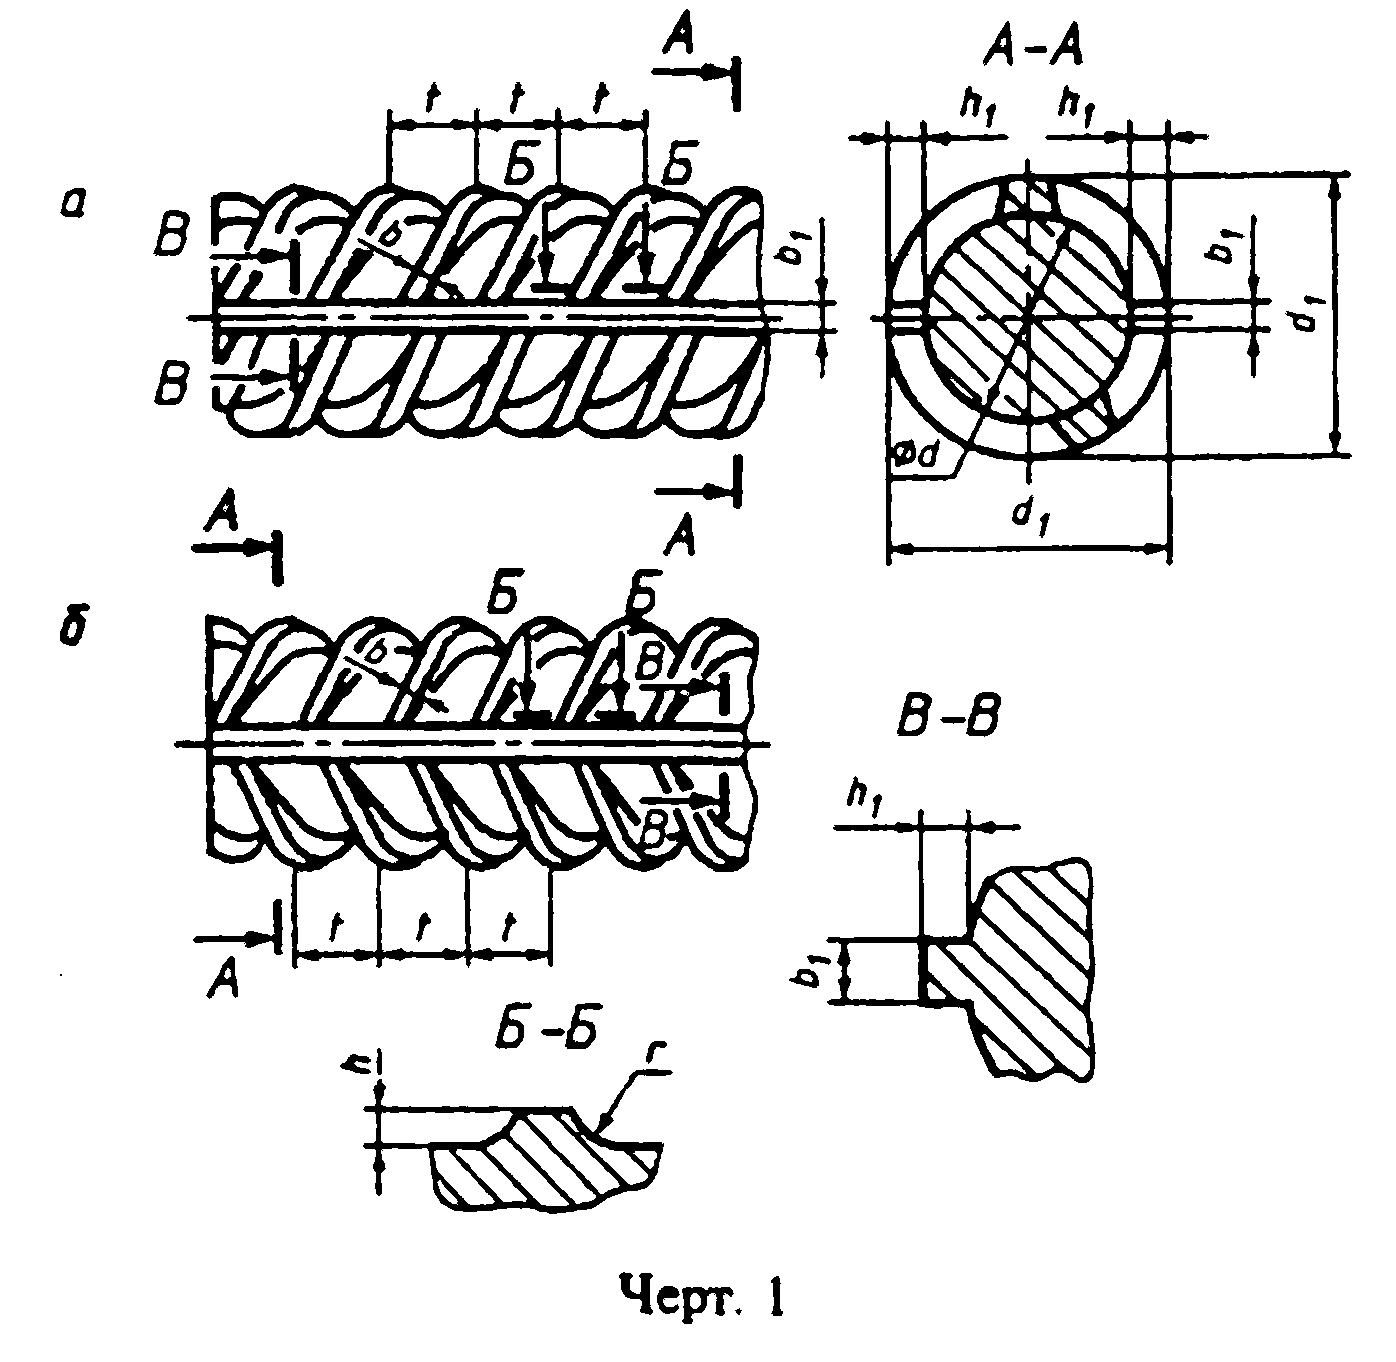 А
А–А
t t t
h₁ h₁
Б Б
а
В
b
b₁
b₁
d₁
В
⌀d
d₁
А
А
Б Б
б
В
b
В–В
h₁
В
t t t
А
b₁
Б–Б
h
r
Черт. 1